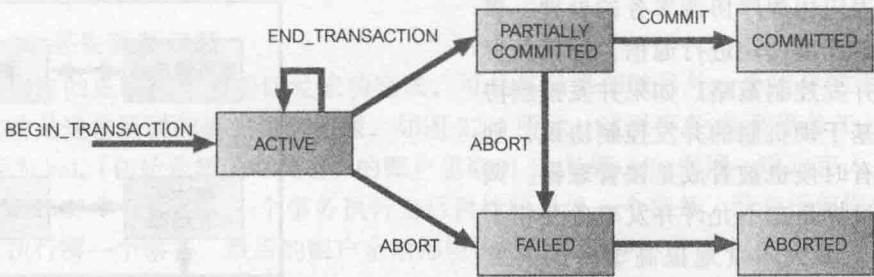 END_TRANSACTION
PARTIALLY
COMMITTED
COMMIT
COMMITTED
BEGIN_TRANSACTION
ACTIVE
ABORT
ABORT
FAILED
ABORTED